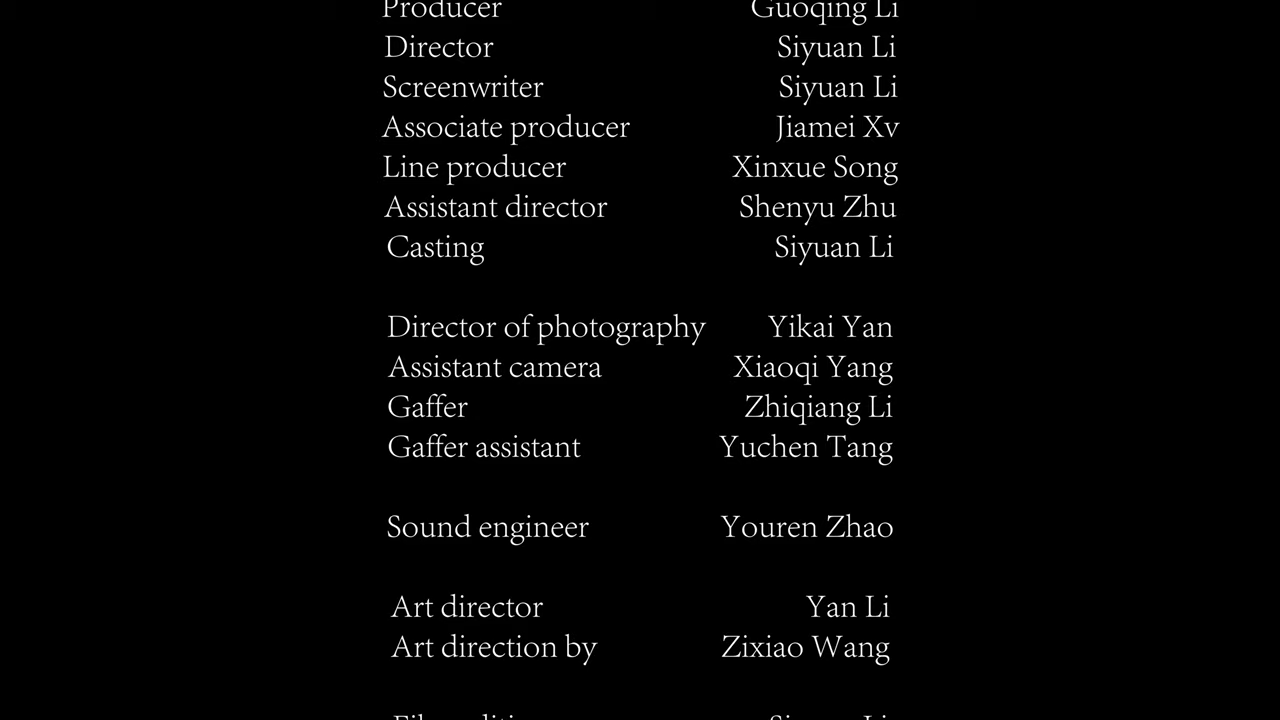 Producer Guoqing Li
Director Siyuan Li
Screenwriter Siyuan Li
Associate producer Jiamei Xv
Line producer Xinxue Song
Assistant director Shenyu Zhu
Casting Siyuan Li
Director of photography Yikai Yan
Assistant camera Xiaoqi Yang
Gaffer Zhiqiang Li
Gaffer assistant Yuchen Tang
Sound engineer Youren Zhao
Art director Yan Li
Art direction by Zixiao Wang